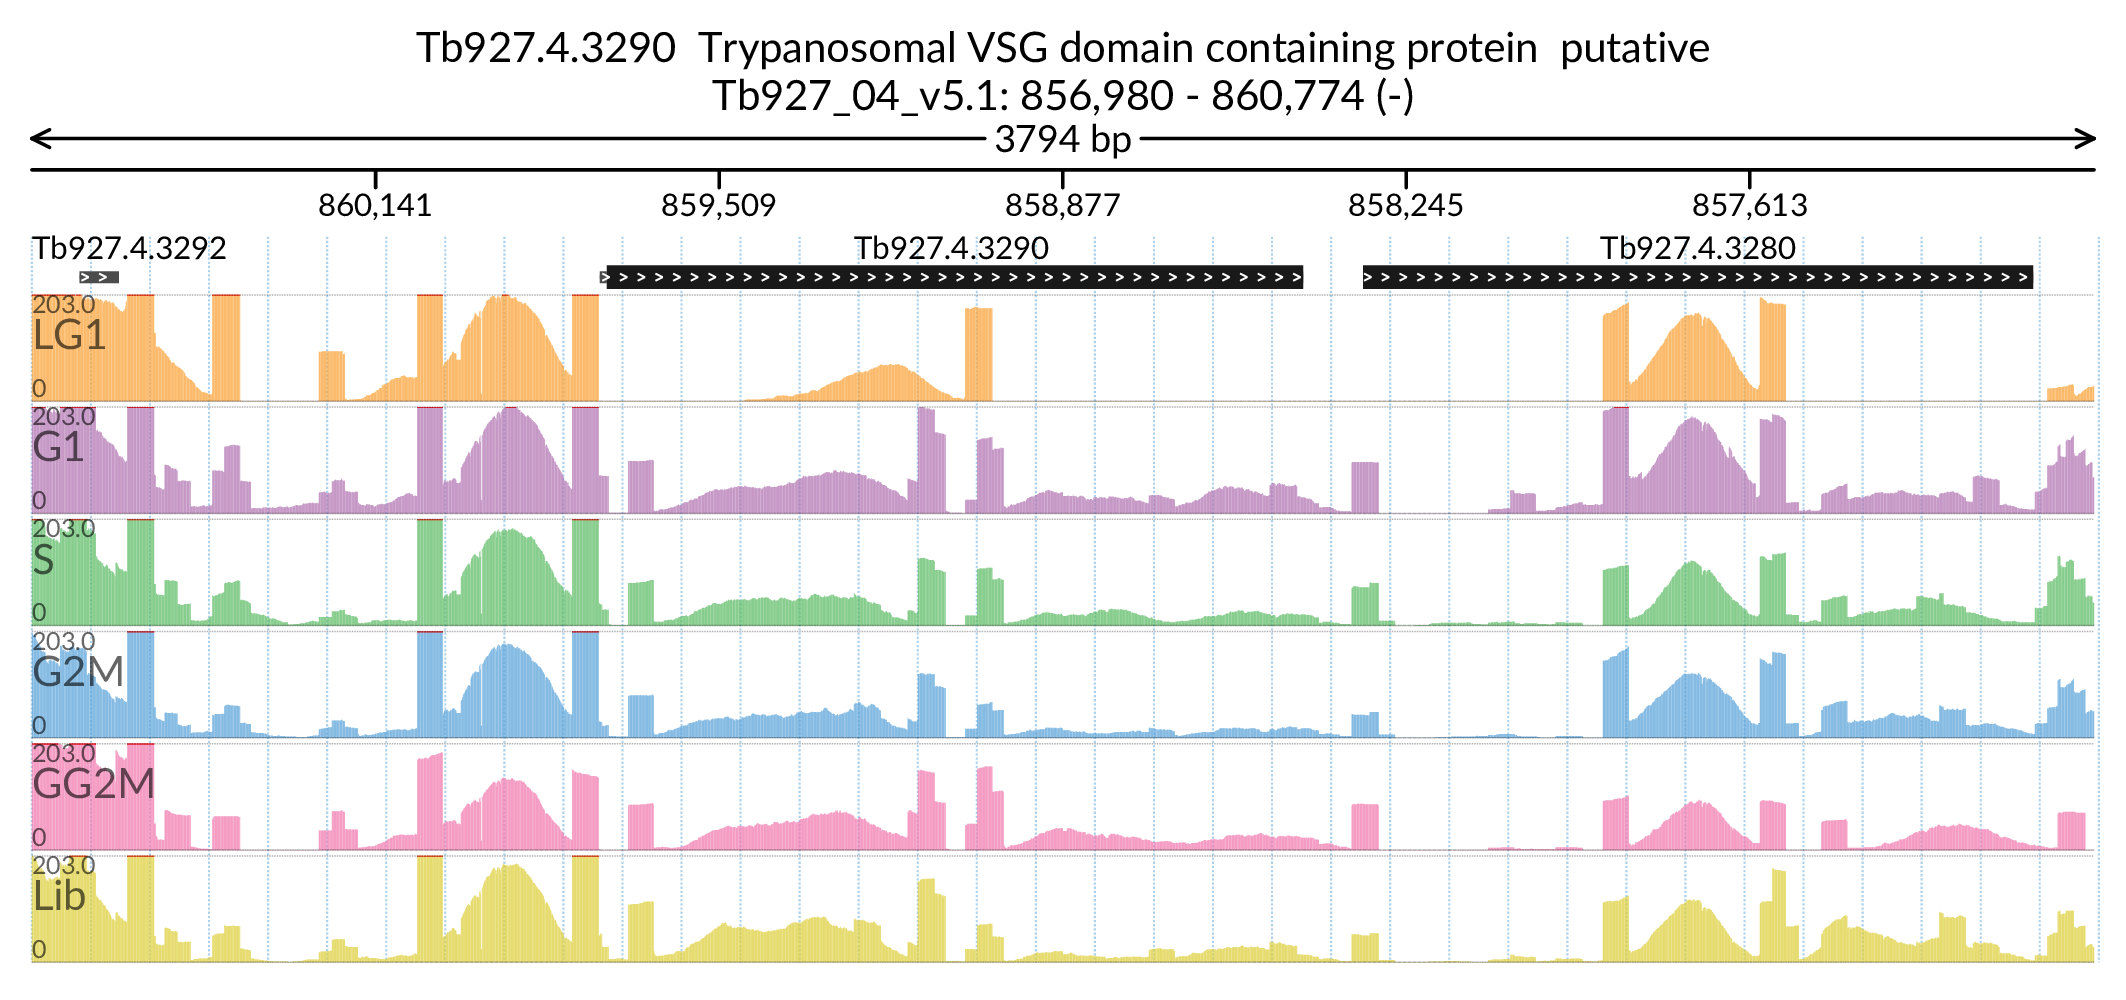 Tb927.4.3290  Trypanosomal VSG domain containing protein  putative
Tb927_04_v5.1: 856,980 - 860,774 (-)
3794 bp
860,141 859,509 858,877 858,245 857,613
Tb927.4.3292 Tb927.4.3290 Tb927.4.3280
203.0
LG1
0
203.0
G1
0
203.0
S
0
203.0
G2M
0
203.0
GG2M
0
203.0
Lib
0